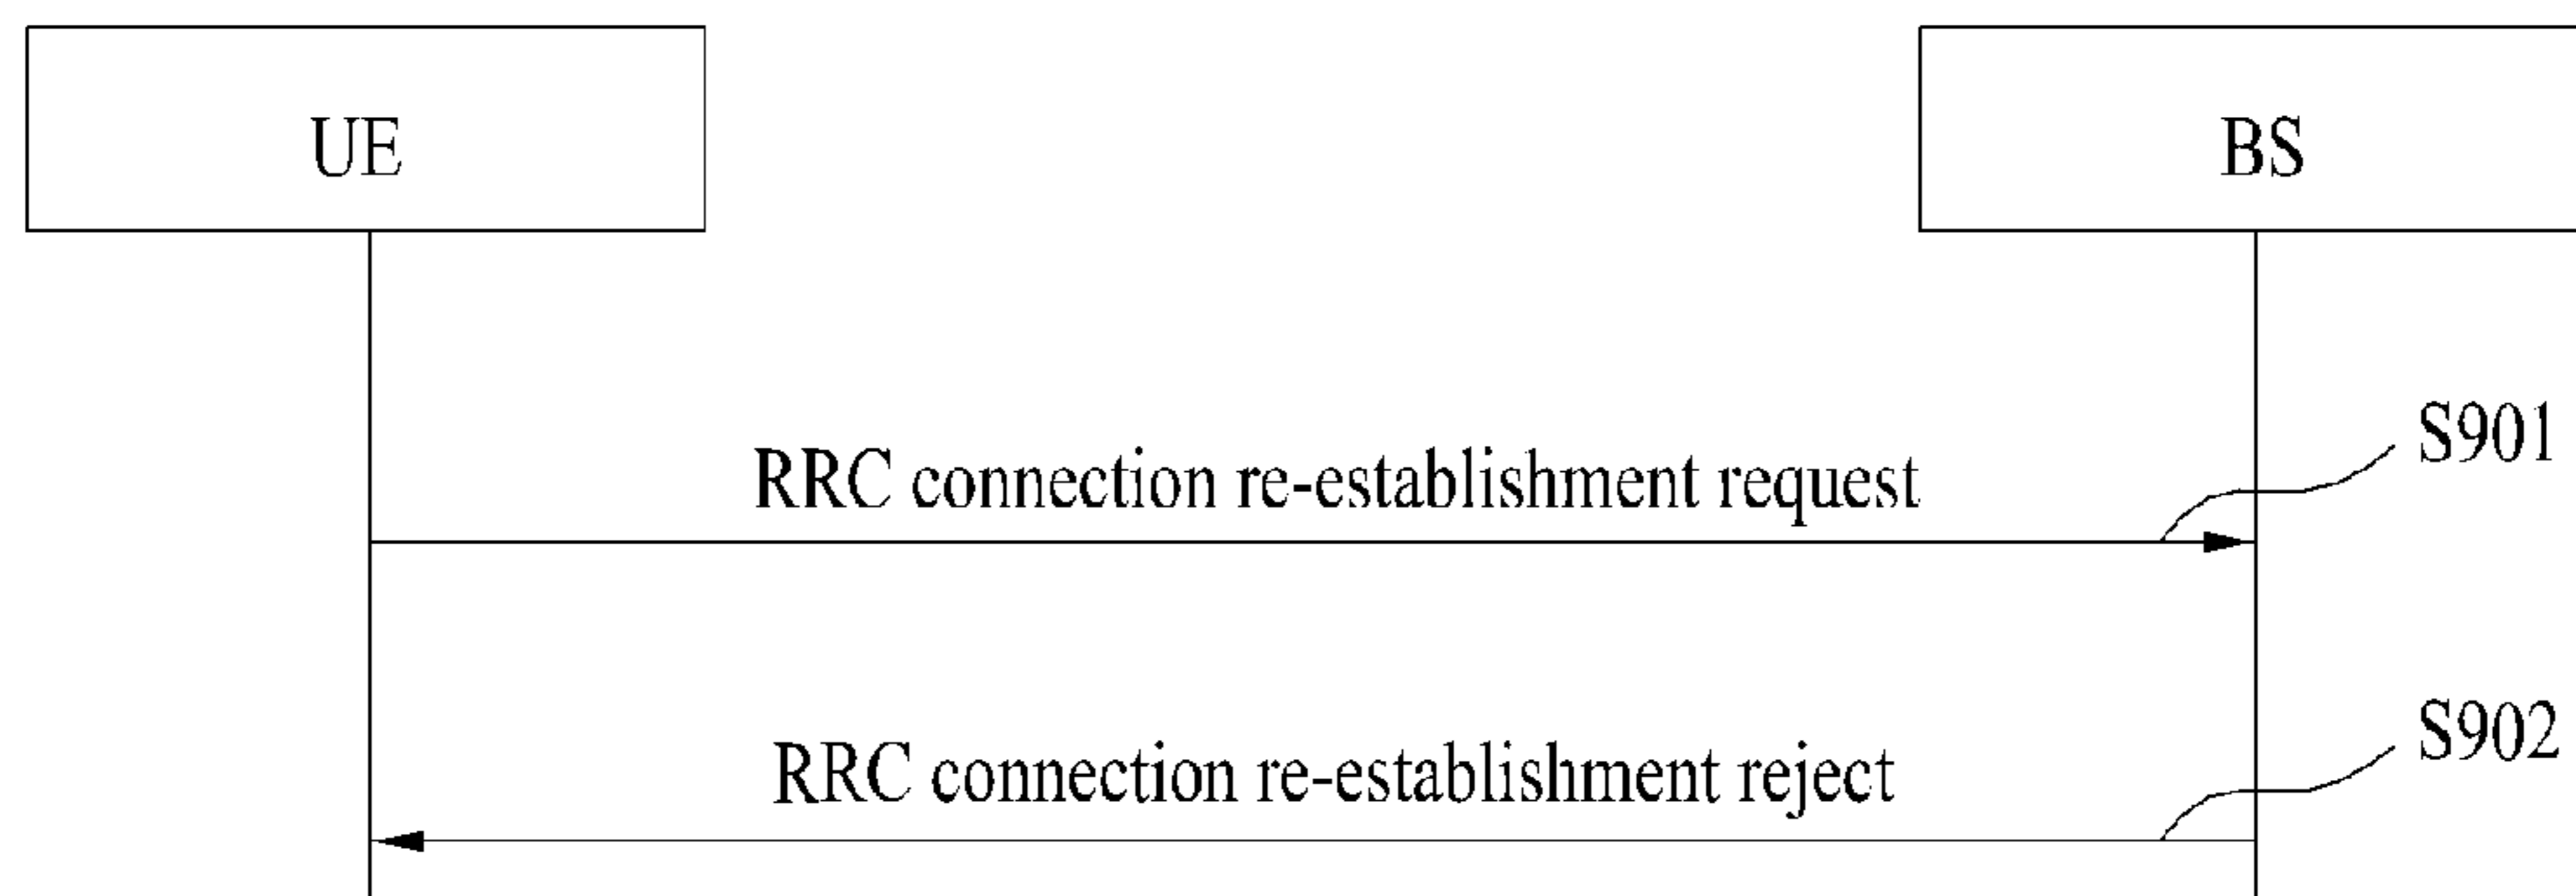 UE
BS
S901
RRC connection re-establishment request
S902
RRC connection re-establishment reject